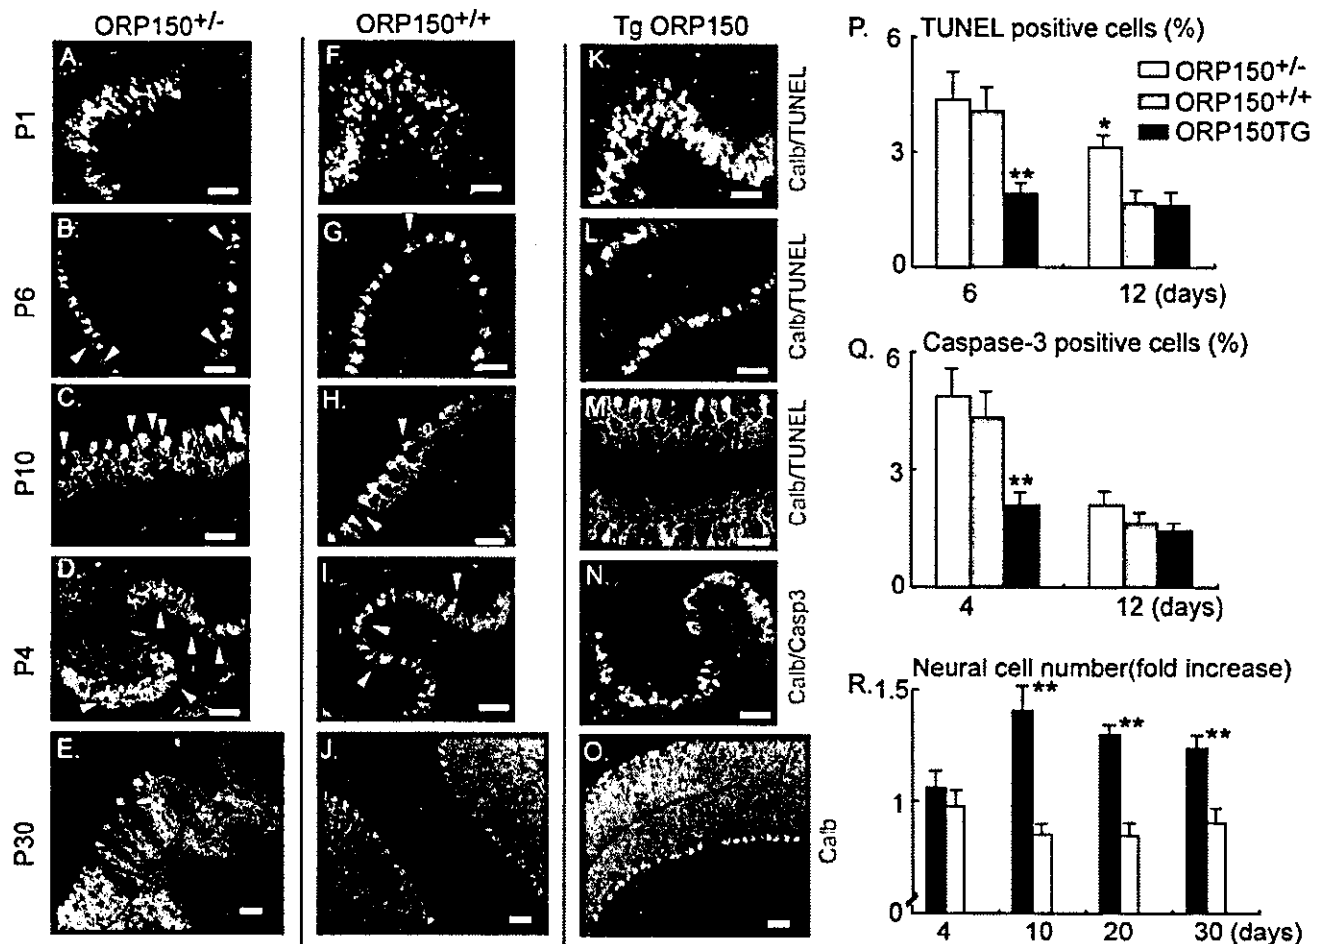 ORP150+/- ORP150+/+ Tg ORP150
P1
A. F. K. Calb/TUNEL
P6
B. G. L. Calb/TUNEL
P10
C. H. M. Calb/TUNEL
P4
D. I. N. Calb/Casp3
P30
E. J. O. Calb
P. TUNEL positive cells (%)
6
ORP150+/-
ORP150+/+
ORP150TG
3
** *
0
6 12 (days)
Q. Caspase-3 positive cells (%)
6
3
**
0
4 12 (days)
R. Neural cell number(fold increase)
1.5
** ** **
1
0
4 10 20 30 (days)